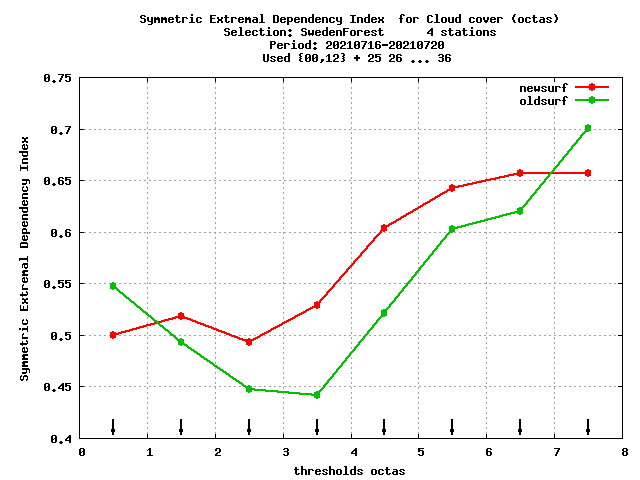 Symmetric Extremal Dependency Index  for Cloud cover (octas)
Selection: SwedenForest      4 stations
Period: 20210716-20210720
Used {00,12} + 25 26 ... 36
newsurf
oldsurf
Symmetric Extremal Dependency Index
0.75
0.7
0.65
0.6
0.55
0.5
0.45
0.4
0 1 2 3 4 5 6 7 8
thresholds octas